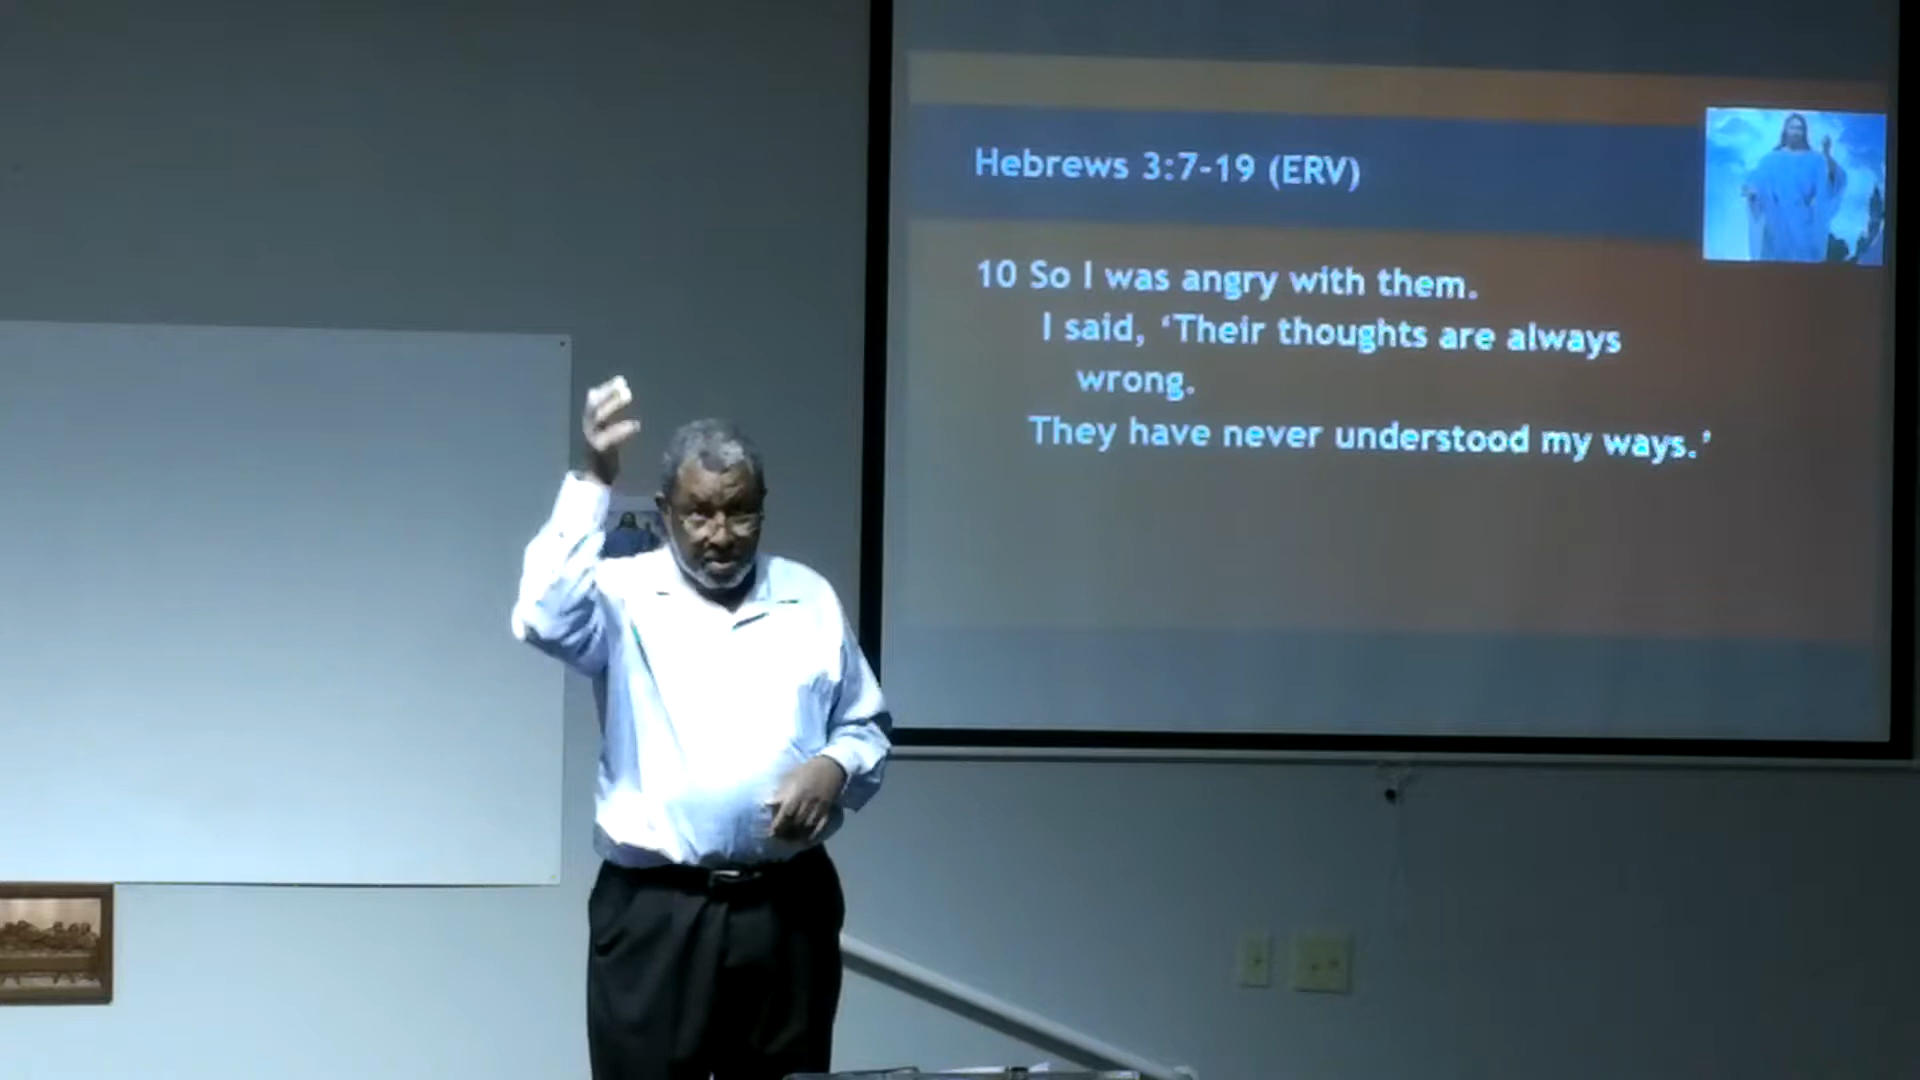 Hebrews 3:7-19 (ERV)
10 So I was angry with them.
I said, ‘Their thoughts are always
wrong.
They have never understood my ways.’